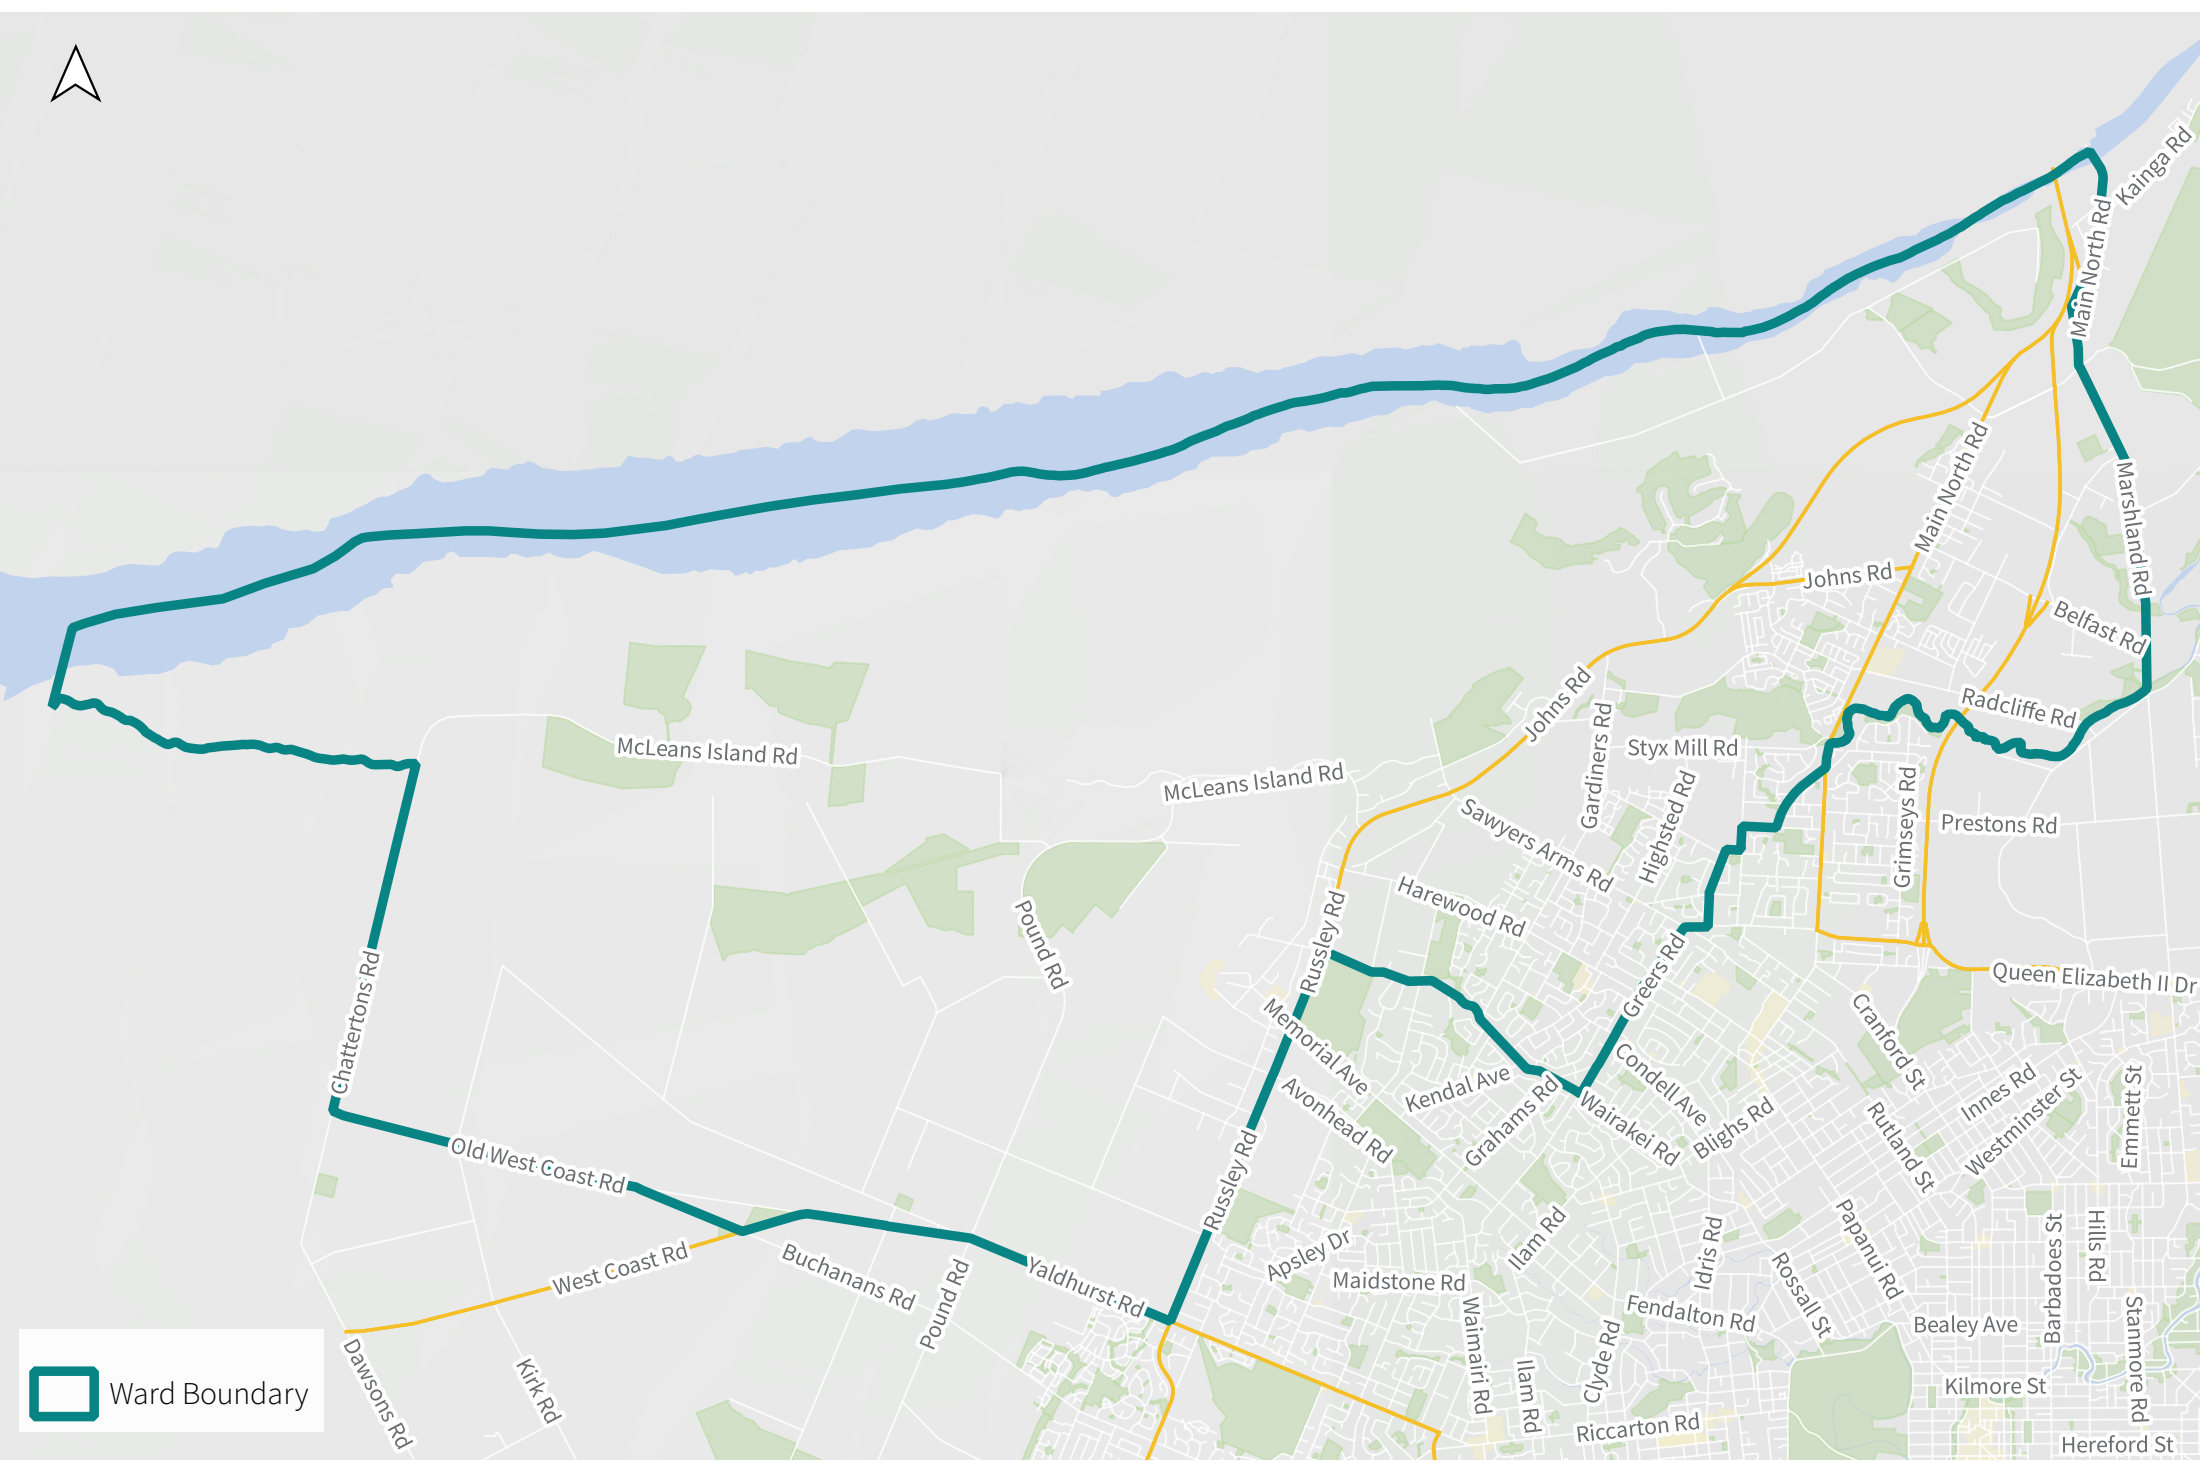 Kainga Rd
Main North Rd
Main North Rd
Marshland Rd
Johns Rd
Belfast Rd
Radcliffe Rd
Johns Rd
Gardiners Rd
Styx Mill Rd
McLeans Island Rd
McLeans Island Rd
Highsted Rd
Grimseys Rd
Prestons Rd
Sawyers Arms Rd
Harewood Rd
Pound Rd
Russley Rd
Greers Rd
Queen Elizabeth II Dr
Chattertons Rd
Memorial Ave
Cranford St
Condell Ave
Kendal Ave
Avonhead Rd
Grahams Rd
Wairakei Rd
Blighs Rd
Innes Rd
Westminster St
Emmett St
Rutland St
Old West Coast Rd
Russley Rd
Papanui Rd
Barbadoes St
Hills Rd
Ilam Rd
Idris Rd
Apsley Dr
Maidstone Rd
Rossall St
West Coast Rd
Buchanans Rd
Pound Rd
Yaldhurst Rd
Fendalton Rd
Bealey Ave
Stanmore Rd
Waimairi Rd
Clyde Rd
Ilam Rd
Kilmore St
Dawsons Rd
Kirk Rd
Riccarton Rd
Hereford St
Ward Boundary